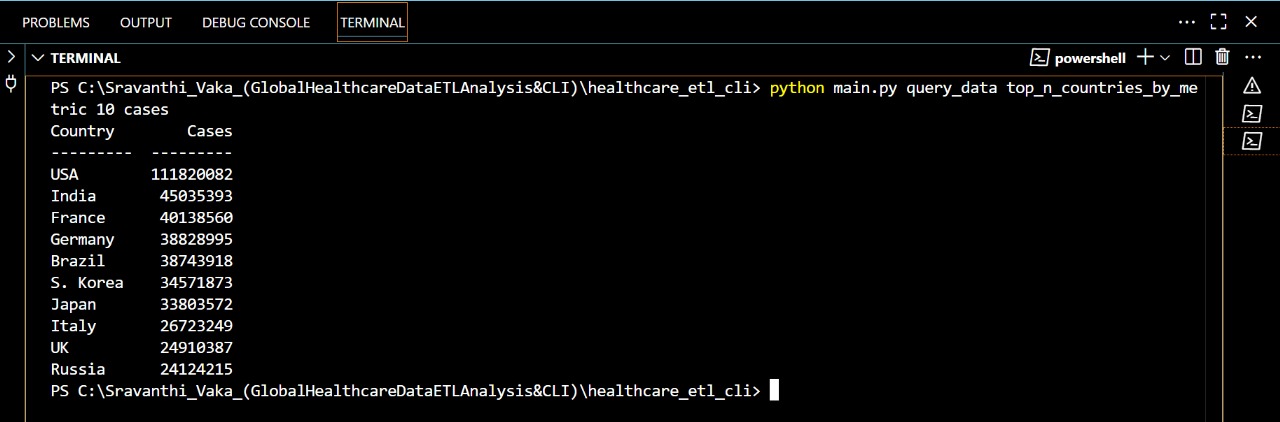 PROBLEMS OUTPUT DEBUG CONSOLE TERMINAL
TERMINAL
powershell
PS C:\Sravanthi_Vaka_(GlobalHealthcareDataETLAnalysis&CLI)\healthcare_etl_cli> python main.py query_data top_n_countries_by_me
tric 10 cases
Country Cases
--------- ---------
USA 111820082
India 45035393
France 40138560
Germany 38828995
Brazil 38743918
S. Korea 34571873
Japan 33803572
Italy 26723249
UK 24910387
Russia 24124215
PS C:\Sravanthi_Vaka_(GlobalHealthcareDataETLAnalysis&CLI)\healthcare_etl_cli>